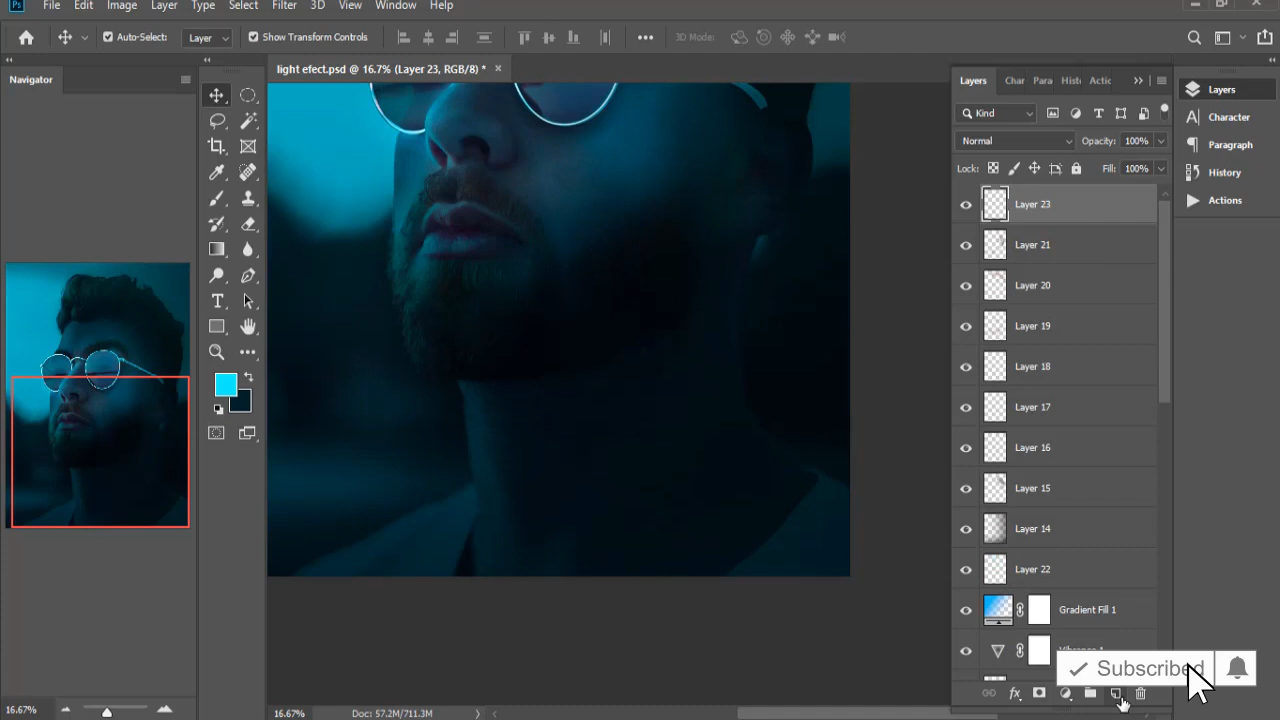 Ps File Edit Image Layer Type Select Filter 3D View Window Help
Auto-Select: Layer Show Transform Controls 3D Mode:
Navigator
light efect.psd @ 16.7% (Layer 23, RGB/8) *
Layers Char Para Hist Actic
Kind
Normal Opacity: 100%
Lock: Fill: 100%
Layer 23
Layer 21
Layer 20
Layer 19
Layer 18
Layer 17
Layer 16
Layer 15
Layer 14
Layer 22
Gradient Fill 1
Layers
Character
Paragraph
History
Actions
Subscribed
16.67%
16.67% Doc: 57.2M/711.3M